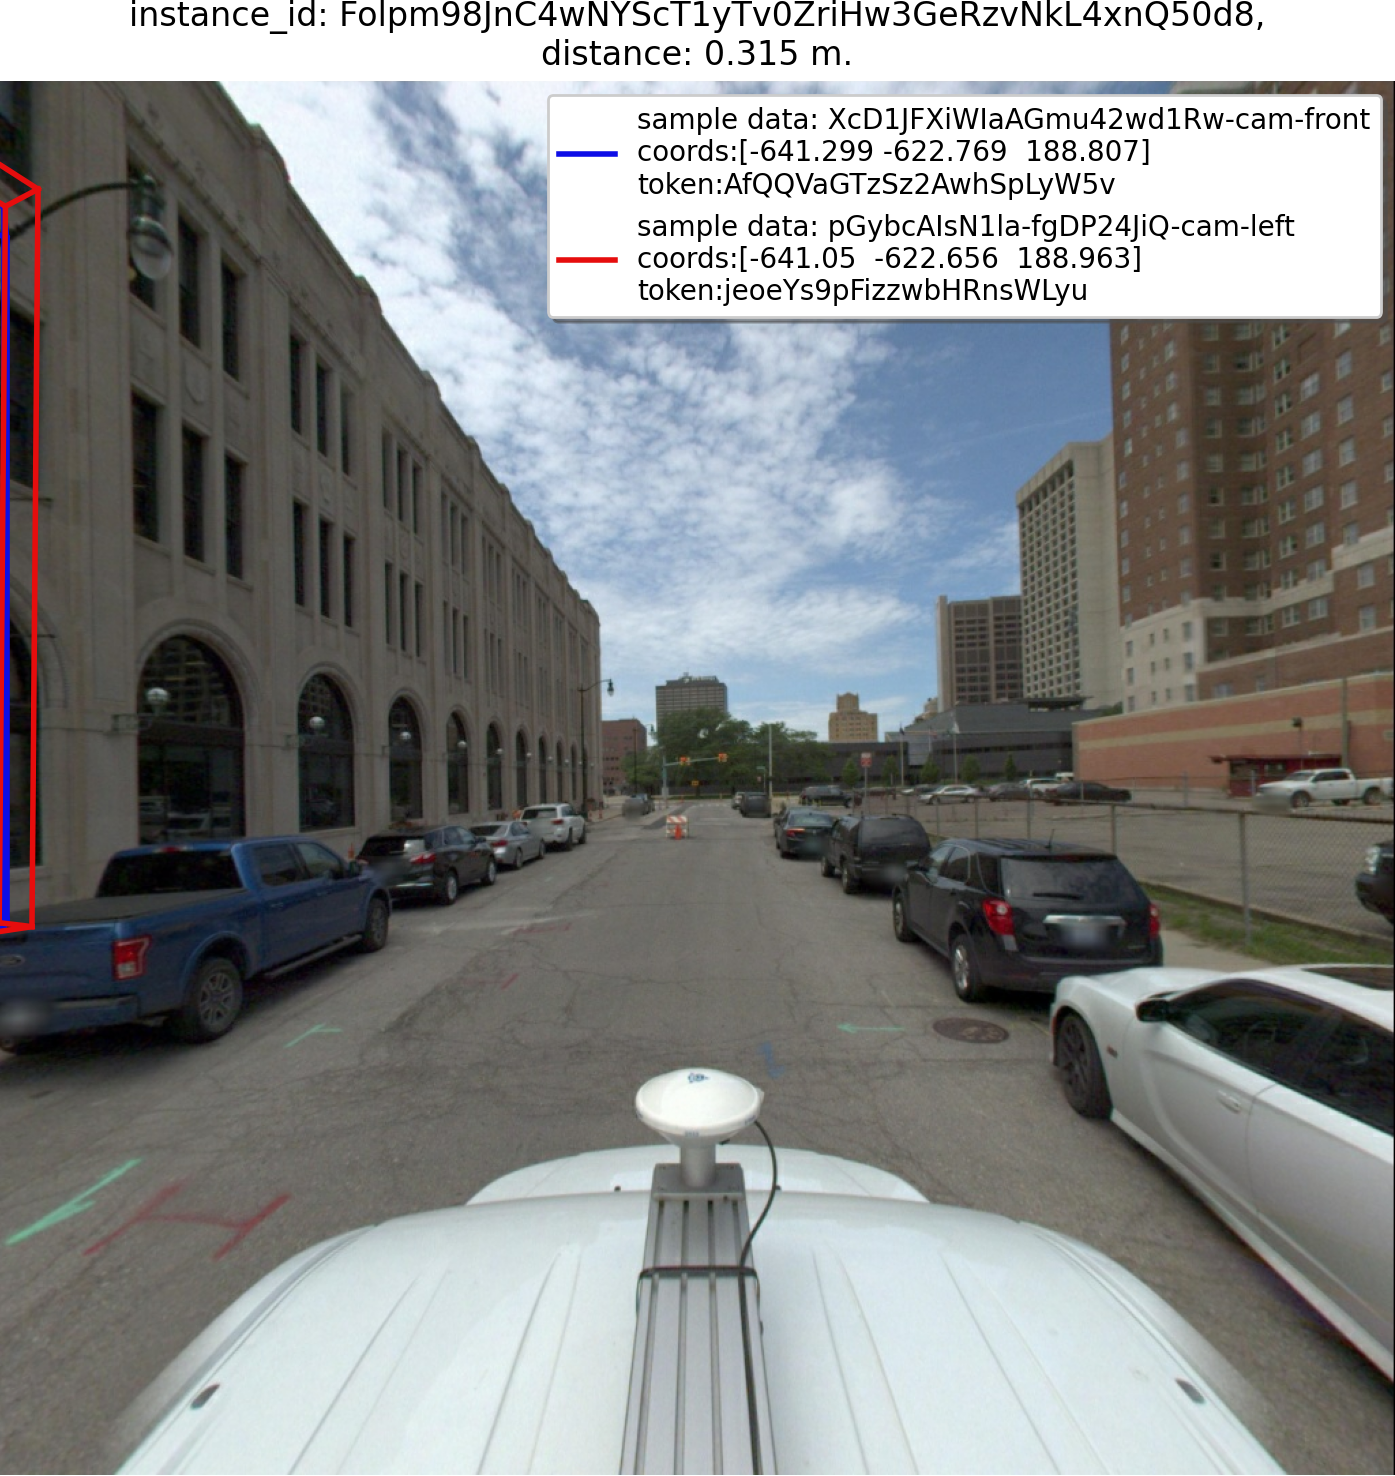 instance_id: Folpm98JnC4wNYScT1yTv0ZriHw3GeRzvNkL4xnQ50d8,
distance: 0.315 m.
sample data: XcD1JFXiWIaAGmu42wd1Rw-cam-front
coords:[-641.299 -622.769  188.807]
token:AfQQVaGTzSz2AwhSpLyW5v
sample data: pGybcAIsN1la-fgDP24JiQ-cam-left
coords:[-641.05  -622.656  188.963]
token:jeoeYs9pFizzwbHRnsWLyu